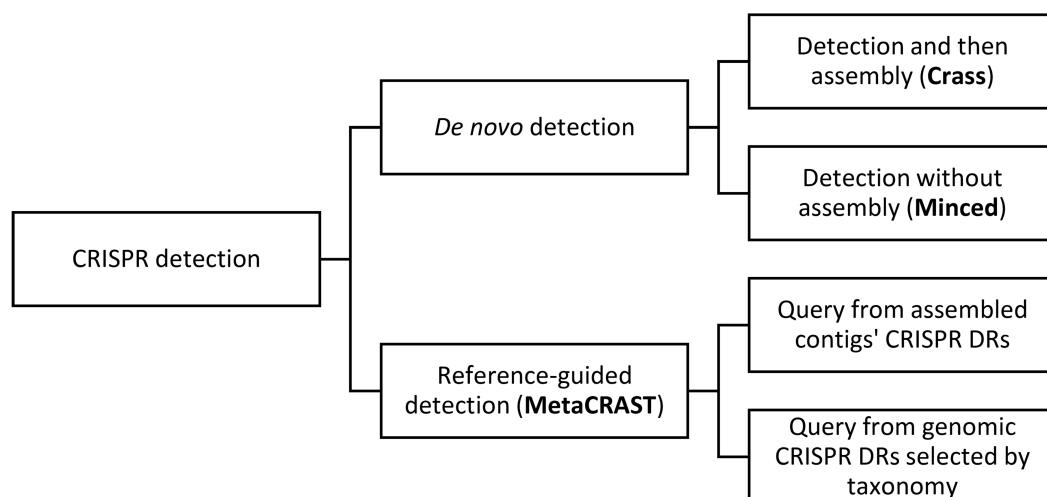 CRISPR detection
De novo detection
Reference-guided
detection (MetaCRAST)
Detection and then
assembly (Crass)
Detection without
assembly (Minced)
Query from assembled
contigs' CRISPR DRs
Query from genomic
CRISPR DRs selected by
taxonomy